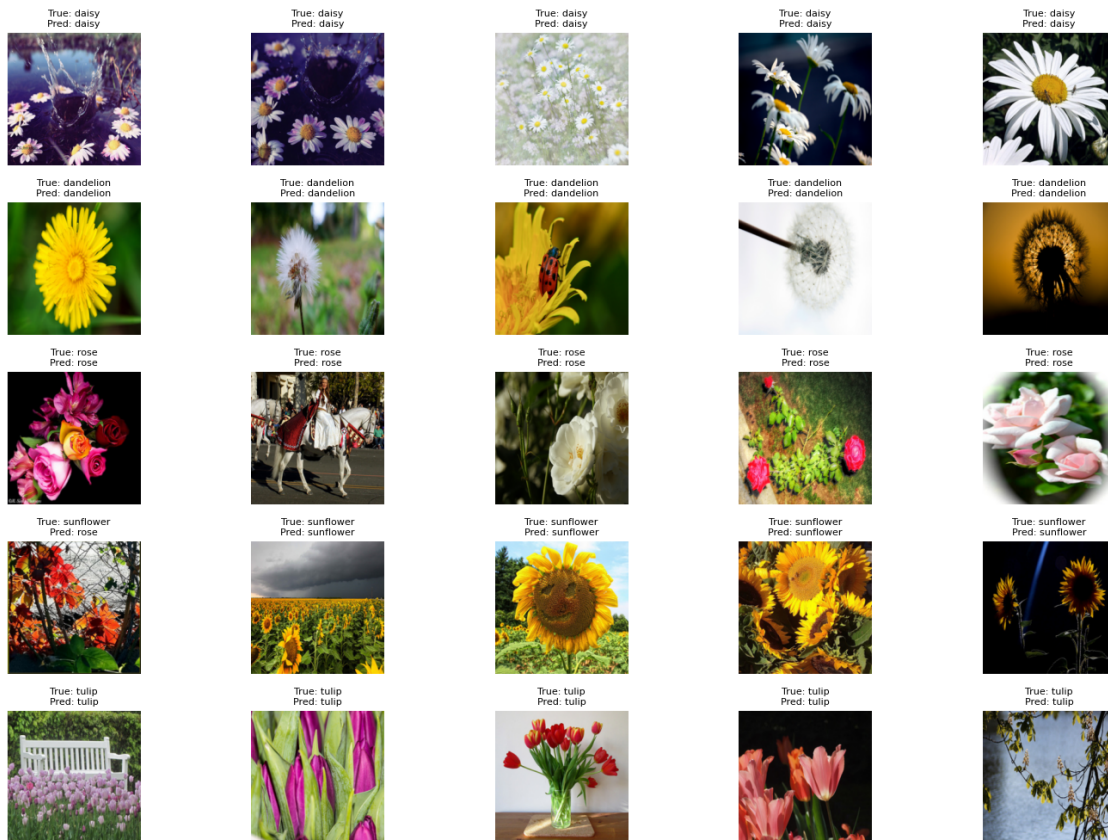 True: daisy
Pred: daisy
True: daisy
Pred: daisy
True: daisy
Pred: daisy
True: daisy
Pred: daisy
True: daisy
Pred: daisy
True: dandelion
Pred: dandelion
True: dandelion
Pred: dandelion
True: dandelion
Pred: dandelion
True: dandelion
Pred: dandelion
True: dandelion
Pred: dandelion
True: rose
Pred: rose
True: rose
Pred: rose
True: rose
Pred: rose
True: rose
Pred: rose
True: rose
Pred: rose
True: sunflower
Pred: rose
True: sunflower
Pred: sunflower
True: sunflower
Pred: sunflower
True: sunflower
Pred: sunflower
True: sunflower
Pred: sunflower
True: tulip
Pred: tulip
True: tulip
Pred: tulip
True: tulip
Pred: tulip
True: tulip
Pred: tulip
True: tulip
Pred: tulip